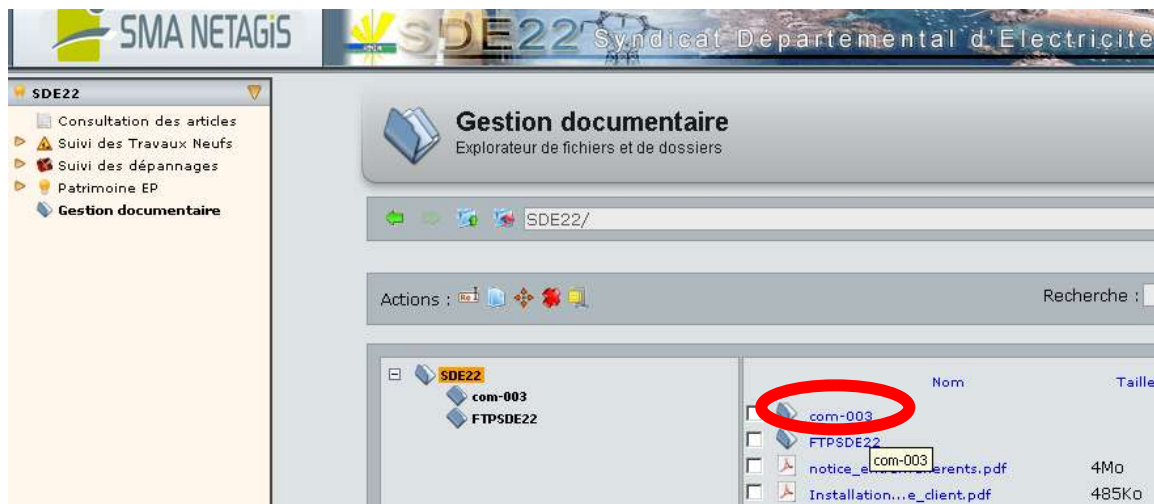 SMA NETAGiS
SDE22 Syndicat Départemental d'Electricité
SDE22
Consultation des articles
Suivi des Travaux Neufs
Suivi des dépannages
Patrimoine EP
Gestion documentaire
Gestion documentaire
Explorateur de fichiers et de dossiers
SDE22/
Actions :
Recherche :
SDE22
com-003
FTPSDE22
Nom Taille
com-003
FTPSDE22
com-003
erents.pdf 4Mo
Installation...e_client.pdf 485Ko